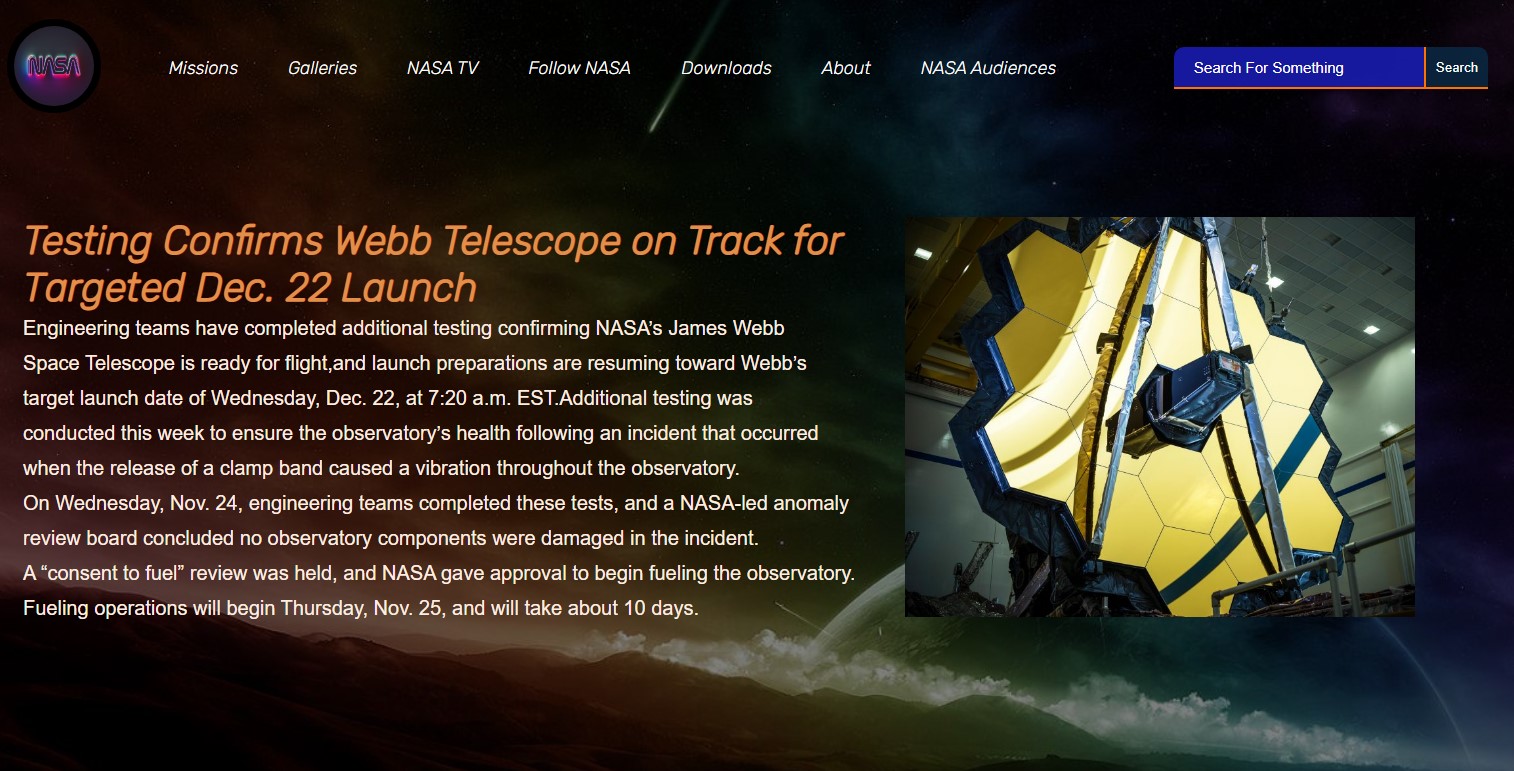 NASA
Missions
Galleries
NASA TV
Follow NASA
Downloads
About
NASA Audiences
Search For Something
Search
Testing Confirms Webb Telescope on Track for
Targeted Dec. 22 Launch
Engineering teams have completed additional testing confirming NASA’s James Webb
Space Telescope is ready for flight,and launch preparations are resuming toward Webb’s
target launch date of Wednesday, Dec. 22, at 7:20 a.m. EST.Additional testing was
conducted this week to ensure the observatory’s health following an incident that occurred
when the release of a clamp band caused a vibration throughout the observatory.
On Wednesday, Nov. 24, engineering teams completed these tests, and a NASA-led anomaly
review board concluded no observatory components were damaged in the incident.
A “consent to fuel” review was held, and NASA gave approval to begin fueling the observatory.
Fueling operations will begin Thursday, Nov. 25, and will take about 10 days.